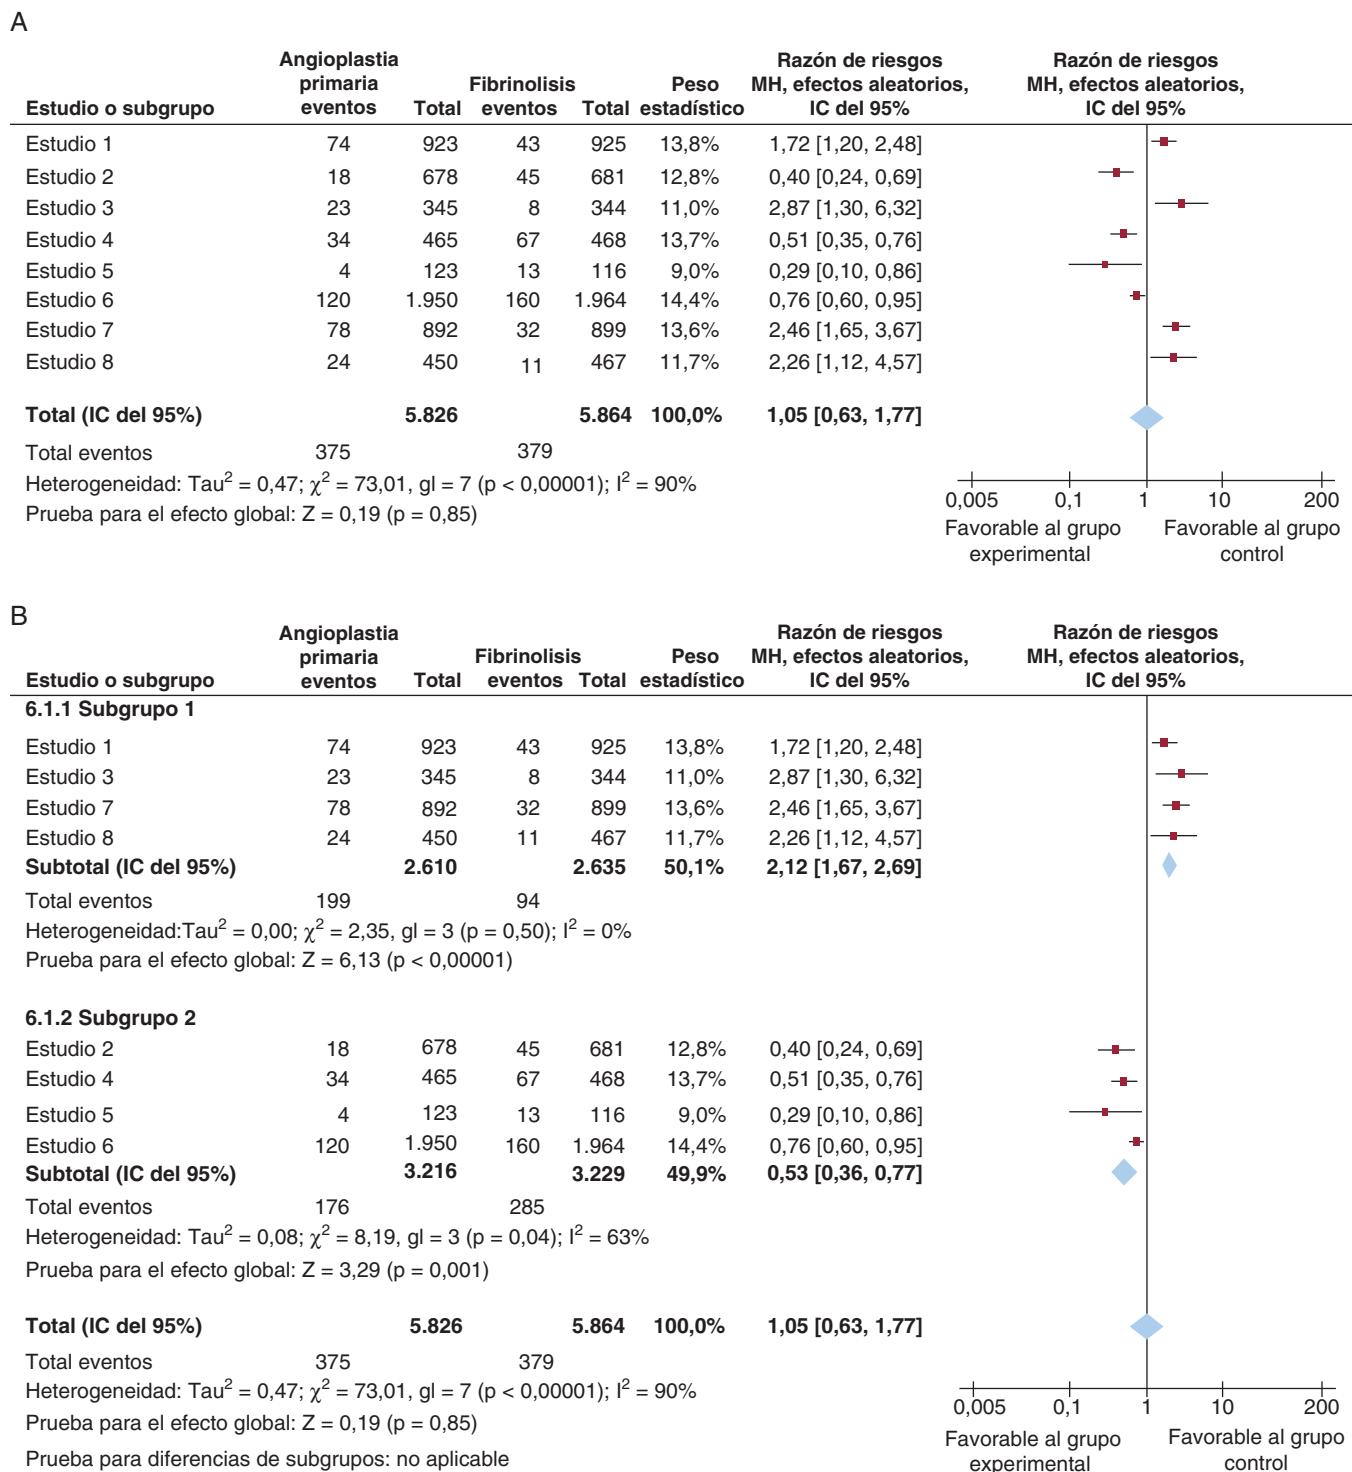 A
Angioplastia primaria eventos
Fibrinolisis eventos
Peso estadístico
Razón de riesgos MH, efectos aleatorios, IC del 95%
Razón de riesgos MH, efectos aleatorios, IC del 95%
Estudio o subgrupo Total Total
Estudio 1 74 923 43 925 13,8% 1,72 [1,20, 2,48]
Estudio 2 18 678 45 681 12,8% 0,40 [0,24, 0,69]
Estudio 3 23 345 8 344 11,0% 2,87 [1,30, 6,32]
Estudio 4 34 465 67 468 13,7% 0,51 [0,35, 0,76]
Estudio 5 4 123 13 116 9,0% 0,29 [0,10, 0,86]
Estudio 6 120 1.950 160 1.964 14,4% 0,76 [0,60, 0,95]
Estudio 7 78 892 32 899 13,6% 2,46 [1,65, 3,67]
Estudio 8 24 450 11 467 11,7% 2,26 [1,12, 4,57]
Total (IC del 95%) 5.826 5.864 100,0% 1,05 [0,63, 1,77]
Total eventos 375 379
Heterogeneidad: Tau² = 0,47; χ² = 73,01, gl = 7 (p < 0,00001); I² = 90%
Prueba para el efecto global: Z = 0,19 (p = 0,85)
0,005 0,1 1 10 200
Favorable al grupo experimental
Favorable al grupo control
B
Angioplastia primaria eventos
Fibrinolisis eventos
Peso estadístico
Razón de riesgos MH, efectos aleatorios, IC del 95%
Razón de riesgos MH, efectos aleatorios, IC del 95%
Estudio o subgrupo Total Total
6.1.1 Subgrupo 1
Estudio 1 74 923 43 925 13,8% 1,72 [1,20, 2,48]
Estudio 3 23 345 8 344 11,0% 2,87 [1,30, 6,32]
Estudio 7 78 892 32 899 13,6% 2,46 [1,65, 3,67]
Estudio 8 24 450 11 467 11,7% 2,26 [1,12, 4,57]
Subtotal (IC del 95%) 2.610 2.635 50,1% 2,12 [1,67, 2,69]
Total eventos 199 94
Heterogeneidad:Tau² = 0,00; χ² = 2,35, gl = 3 (p = 0,50); I² = 0%
Prueba para el efecto global: Z = 6,13 (p < 0,00001)
6.1.2 Subgrupo 2
Estudio 2 18 678 45 681 12,8% 0,40 [0,24, 0,69]
Estudio 4 34 465 67 468 13,7% 0,51 [0,35, 0,76]
Estudio 5 4 123 13 116 9,0% 0,29 [0,10, 0,86]
Estudio 6 120 1.950 160 1.964 14,4% 0,76 [0,60, 0,95]
Subtotal (IC del 95%) 3.216 3.229 49,9% 0,53 [0,36, 0,77]
Total eventos 176 285
Heterogeneidad: Tau² = 0,08; χ² = 8,19, gl = 3 (p = 0,04); I² = 63%
Prueba para el efecto global: Z = 3,29 (p = 0,001)
Total (IC del 95%) 5.826 5.864 100,0% 1,05 [0,63, 1,77]
Total eventos 375 379
Heterogeneidad: Tau² = 0,47; χ² = 73,01, gl = 7 (p < 0,00001); I² = 90%
Prueba para el efecto global: Z = 0,19 (p = 0,85)
Prueba para diferencias de subgrupos: no aplicable
0,005 0,1 1 10 200
Favorable al grupo experimental
Favorable al grupo control